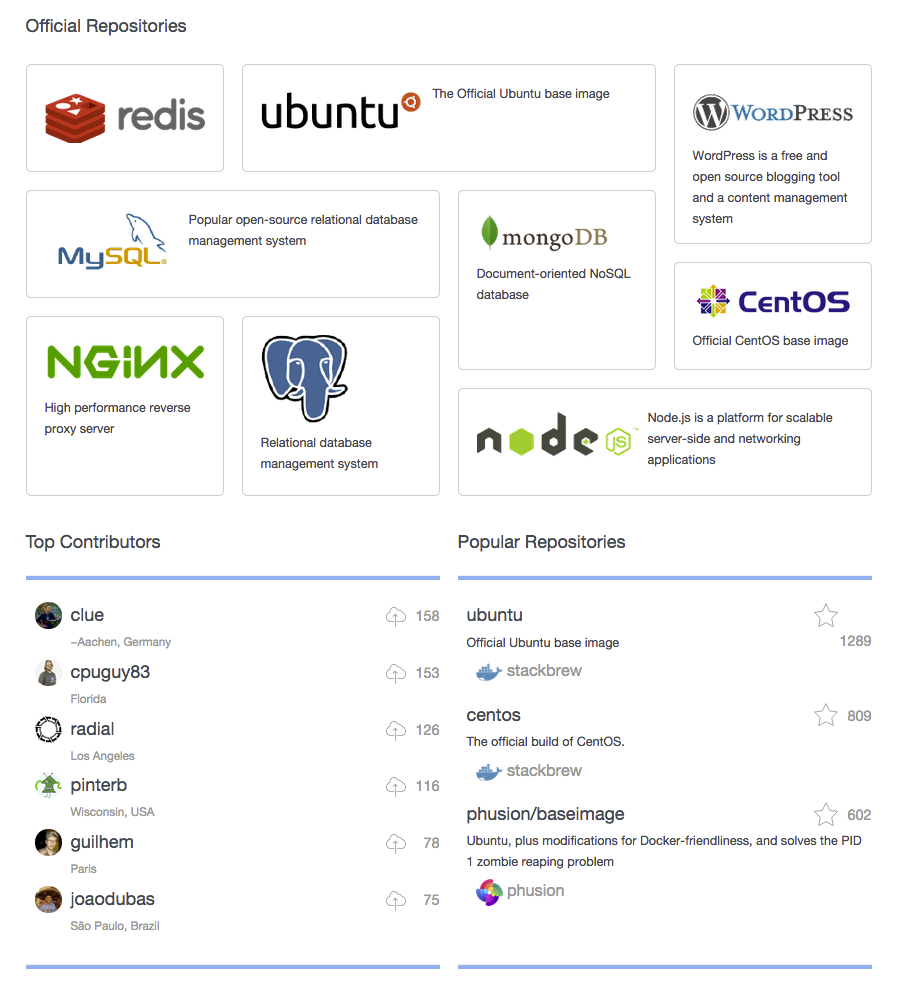 Official Repositories
redis
ubuntu
The Official Ubuntu base image
WORDPRESS
WordPress is a free and
open source blogging tool
and a content management
system
MySQL®
Popular open-source relational database
management system
mongoDB
Document-oriented NoSQL
database
CentOS
Official CentOS base image
NGiNX
High performance reverse
proxy server
Relational database
management system
node JS™
Node.js is a platform for scalable
server-side and networking
applications
Top Contributors
clue 158
~Aachen, Germany
cpuguy83 153
Florida
radial 126
Los Angeles
pinterb 116
Wisconsin, USA
guilhem 78
Paris
joaodubas 75
São Paulo, Brazil
Popular Repositories
ubuntu
1289
Official Ubuntu base image
stackbrew
centos 809
The official build of CentOS.
stackbrew
phusion/baseimage 602
Ubuntu, plus modifications for Docker-friendliness, and solves the PID
1 zombie reaping problem
phusion